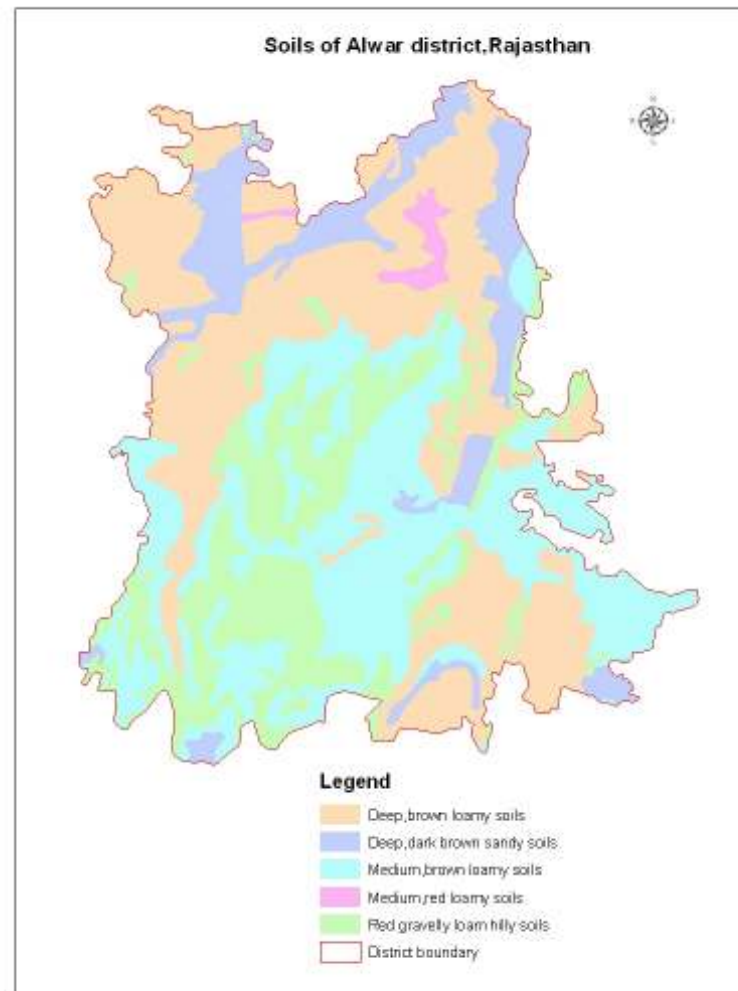 Soils of Alwar district,Rajasthan
Legend
Deep,brown loamy soils
Deep,dark brown sandy soils
Medium,brown loamy soils
Medium,red loamy soils
Red gravelly loam hilly soils
District boundary